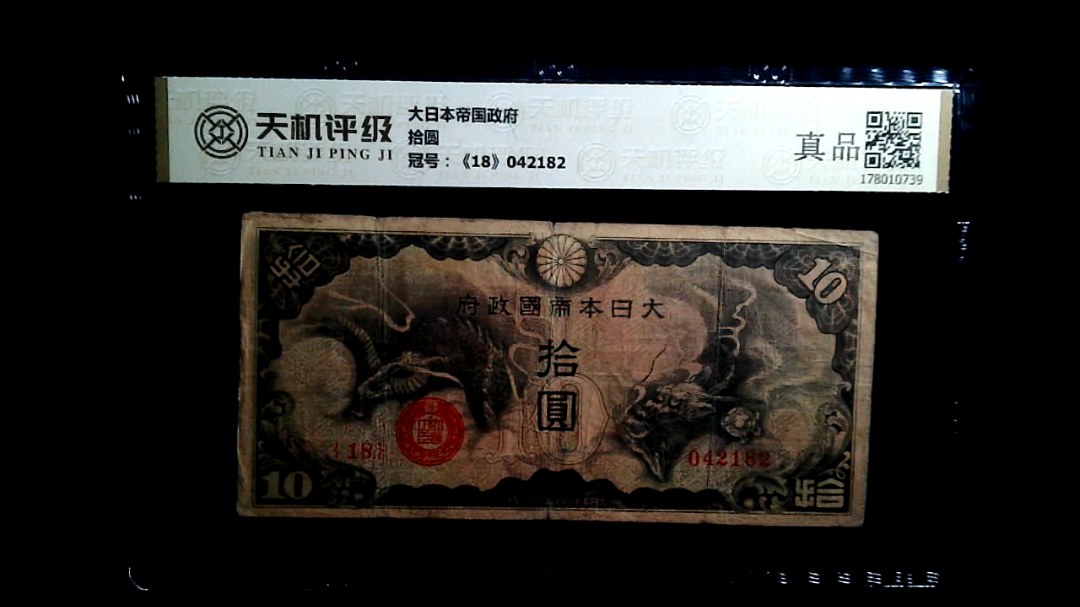 天机评级
TIAN JI PING JI
大日本帝国政府
拾圆
冠号：《18》042182
真品
178010739
拾
10
府政國帝本日大
拾
圓
10
{18}
042182
10
拾